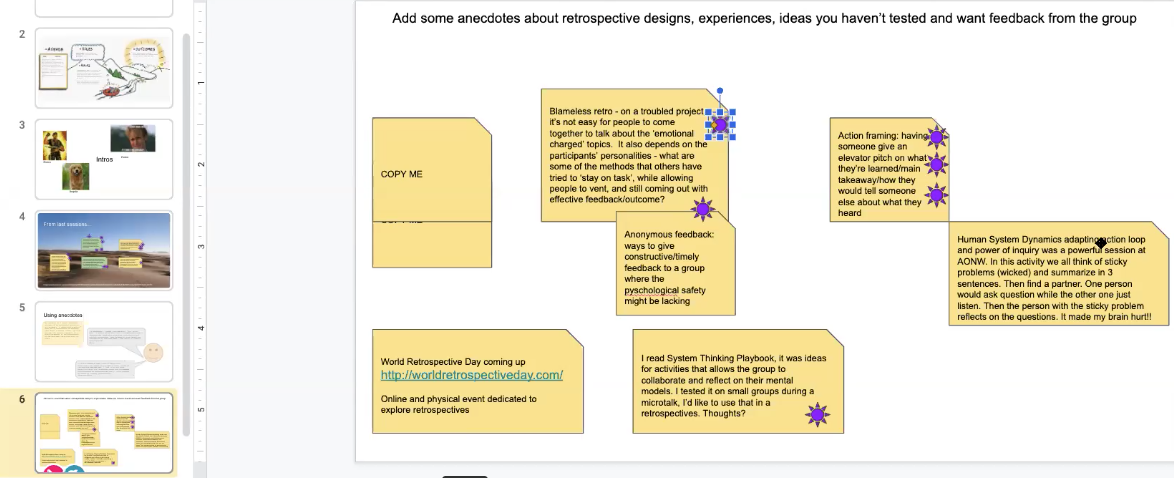 Add some anecdotes about retrospective designs, experiences, ideas you haven't tested and want feedback from the group
2
3
Intros
4
From last session...
5
Using anecdotes
6
1
2
3
4
5
COPY ME
Blameless retro - on a troubled project
it's not easy for people to come
together to talk about the 'emotional
charged' topics. It also depends on the
participants' personalities - what are
some of the methods that others have
tried to 'stay on task', while allowing
people to vent, and still coming out with
effective feedback/outcome?
Anonymous feedback:
ways to give
constructive/timely
feedback to a group
where the
pyschological safety
might be lacking
Action framing: having
someone give an
elevator pitch on what
they're learned/main
takeaway/how they
would tell someone
else about what they
heard
Human System Dynamics adapting action loop
and power of inquiry was a powerful session at
AONW. In this activity we all think of sticky
problems (wicked) and summarize in 3
sentences. Then find a partner. One person
would ask question while the other one just
listen. Then the person with the sticky problem
reflects on the questions. It made my brain hurt!!
World Retrospective Day coming up
http://worldretrospectiveday.com/
Online and physical event dedicated to
explore retrospectives
I read System Thinking Playbook, it was ideas
for activities that allows the group to
collaborate and reflect on their mental
models. I tested it on small groups during a
microtalk, I'd like to use that in a
retrospectives. Thoughts?